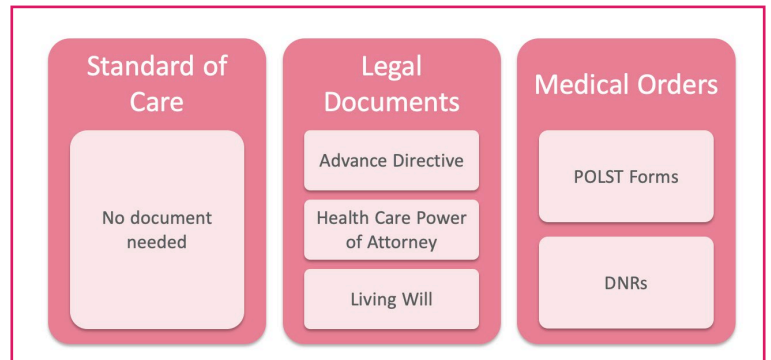 Standard of
Care
No document
needed
Legal
Documents
Advance Directive
Health Care Power
of Attorney
Living Will
Medical Orders
POLST Forms
DNRs